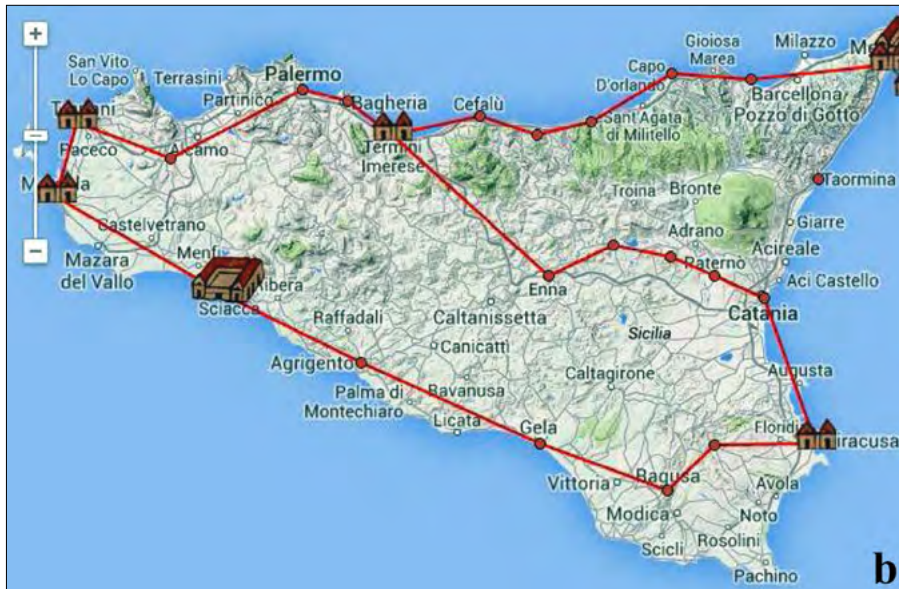 +
−
San Vito
Lo Capo
Terrasini
Partinico
Palermo
Bagheria
Cefalù
Capo
D'orlando
Gioiosa
Marea
Milazzo
Barcellona
Pozzo di Gotto
Paceco
Alcamo
Termini
Imerese
Sant'Agata
di Militello
Troina
Bronte
Taormina
Castelvetrano
Mazara
del Vallo
Menfi
Adrano
Giarre
Acireale
Paternò
Aci Castello
Sciacca
Ribera
Raffadali
Enna
Caltanissetta
Sicilia
Catania
Agrigento
Canicattì
Caltagirone
Augusta
Palma di
Montechiaro
Ravanusa
Licata
Gela
Vittoria
Ragusa
Modica
Avola
Noto
Scicli
Rosolini
Pachino
b